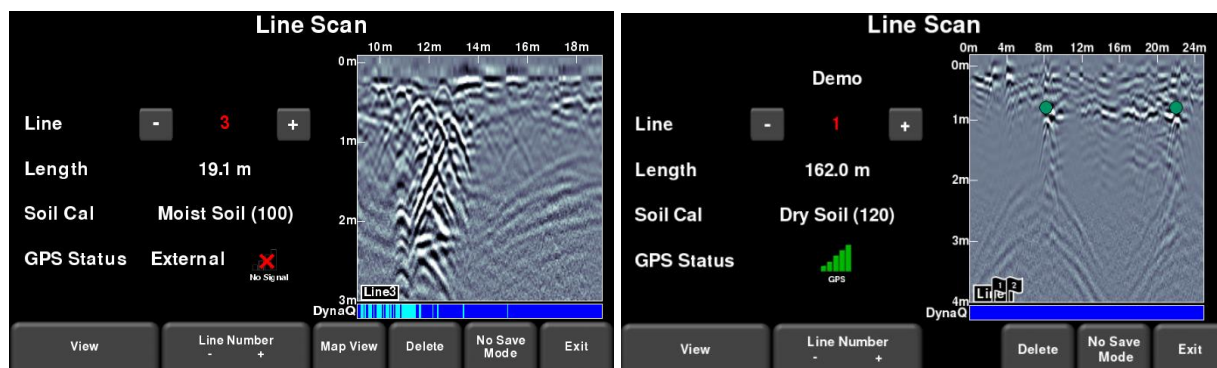 Line Scan
10m 12m 14m 16m 18m
0m
Line - 3 +
1m
Length 19.1 m
Soil Cal Moist Soil (100)
2m
GPS Status External
No Signal
Line3
3m
DynaQ
View
Line Number
- +
Map View
Delete
No Save
Mode
Exit
Line Scan
0m 4m 8m 12m 16m 20m 24m
0m
Demo
Line - 1 +
1m
Length 162.0 m
2m
Soil Cal Dry Soil (120)
3m
GPS Status
GPS
1 2
4m
DynaQ
View
Line Number
- +
Delete
No Save
Mode
Exit